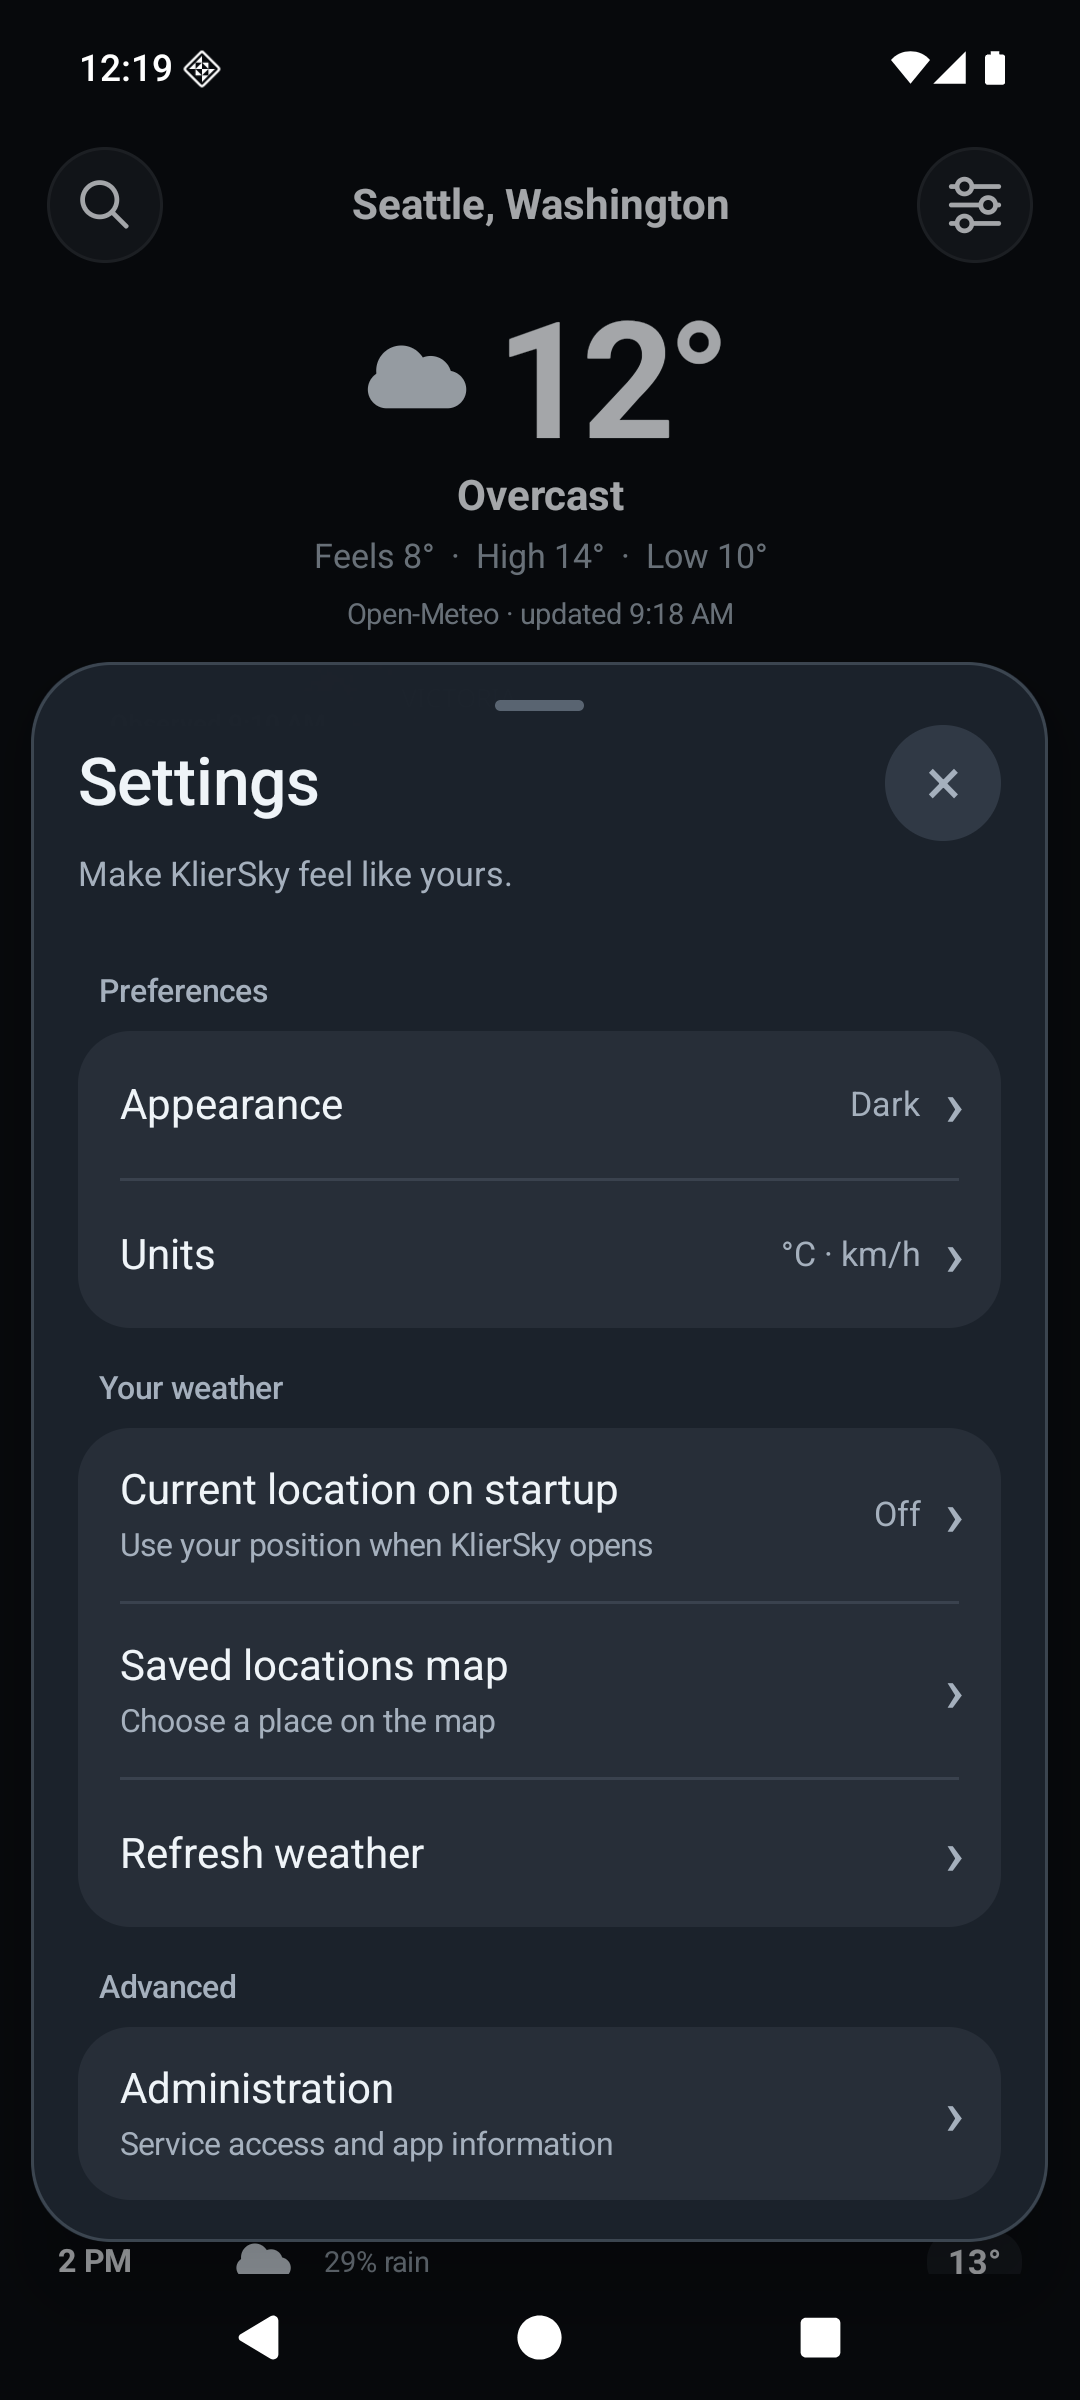 12:19
Seattle, Washington
12°
Overcast
Feels 8° · High 14° · Low 10°
Open-Meteo · updated 9:18 AM
Settings
Make KlierSky feel like yours.
Preferences
Appearance Dark
Units °C · km/h
Your weather
Current location on startup Off
Use your position when KlierSky opens
Saved locations map
Choose a place on the map
Refresh weather
Advanced
Administration
Service access and app information
2 PM 29% rain 13°